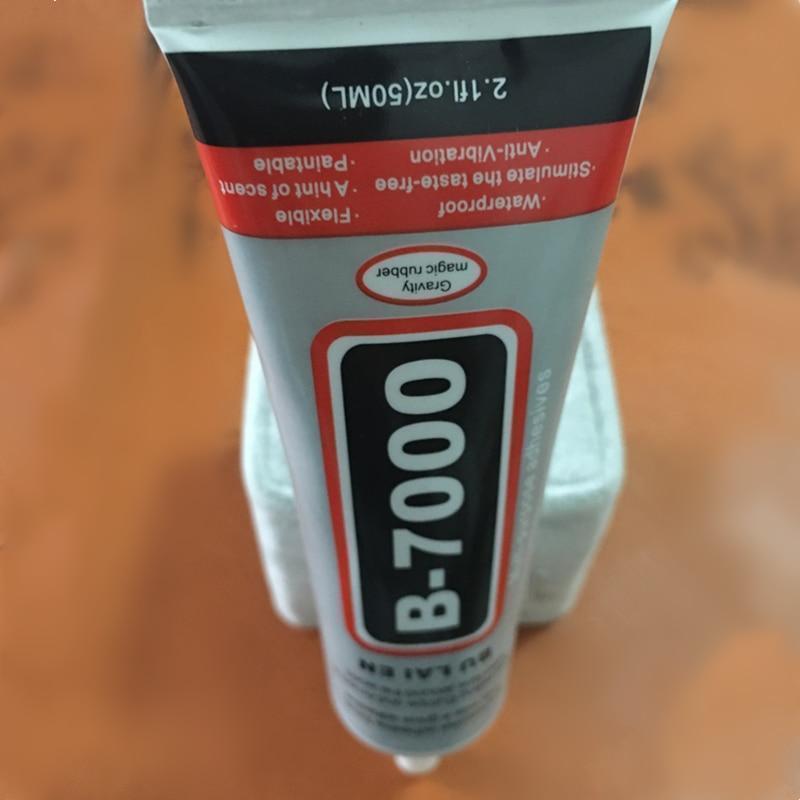 2.1fl.oz(50ML)
·Waterproof
·Flexible
·Stimulate the taste-free
·A hint of scent
·Anti-Vibration
·Paintable
Gravity
magic rubber
B-7000
adhesives
BU LAI EN